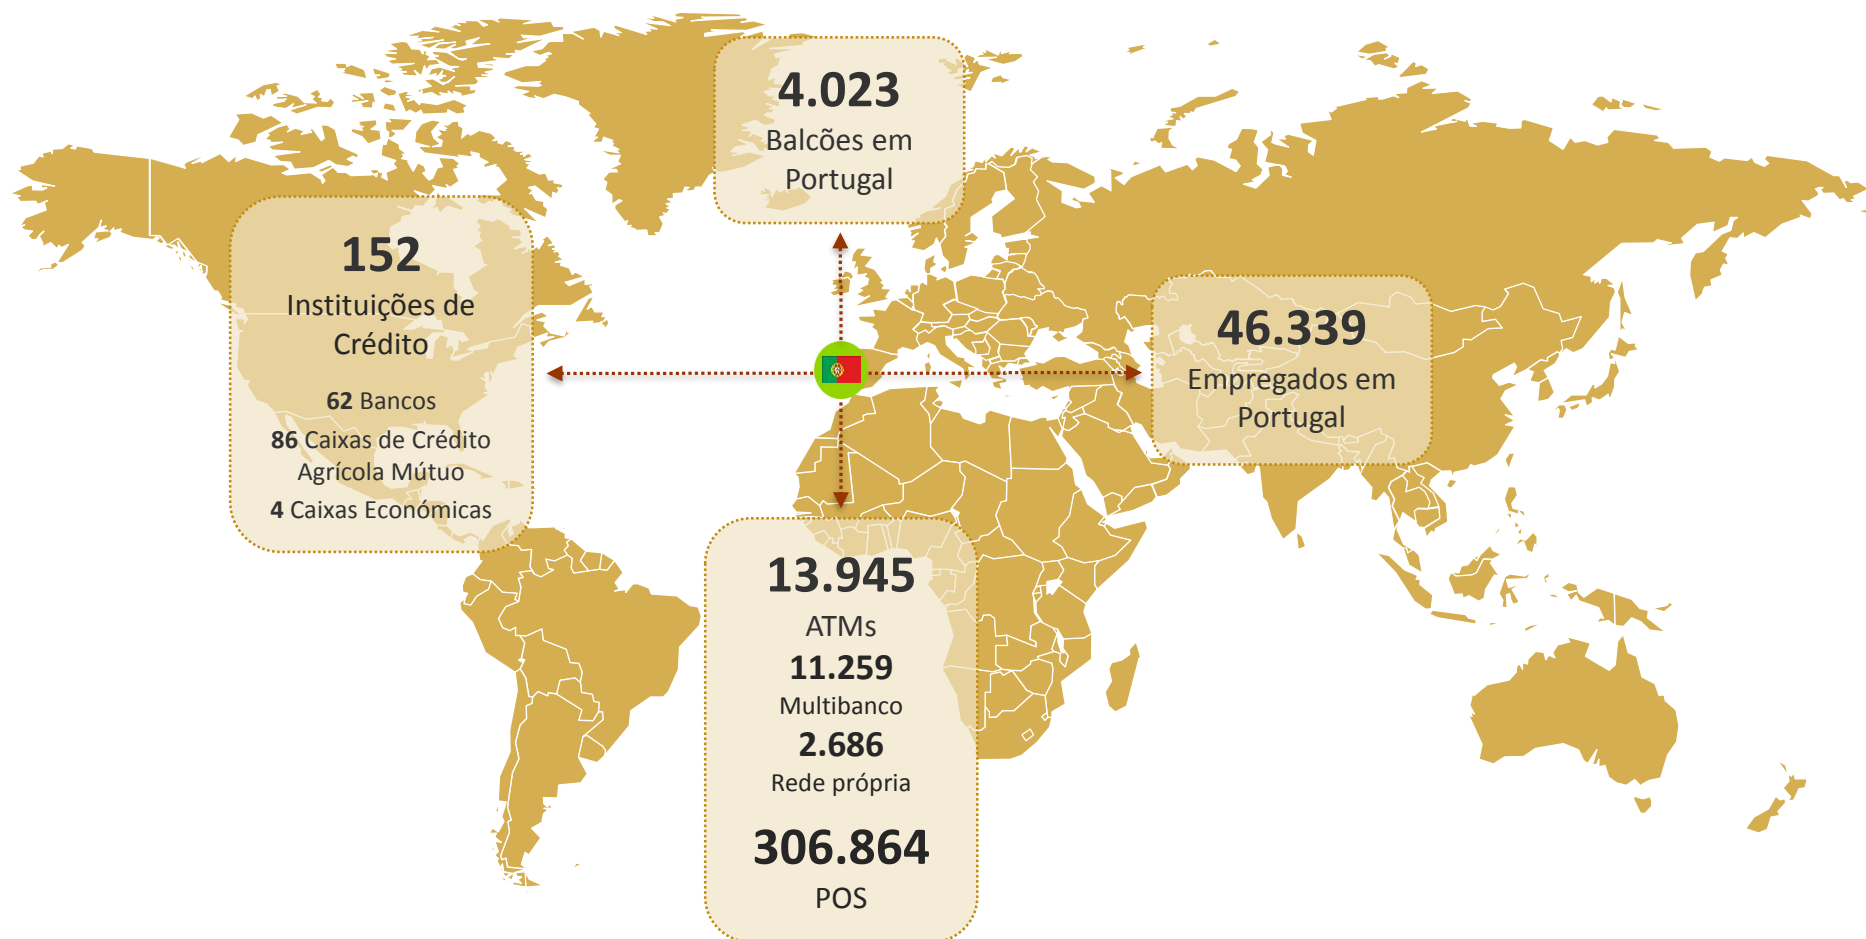 4.023
Balcões em
Portugal
152
Instituições de
Crédito
62 Bancos
86 Caixas de Crédito
Agrícola Mútuo
4 Caixas Económicas
46.339
Empregados em
Portugal
13.945
ATMs
11.259
Multibanco
2.686
Rede própria
306.864
POS